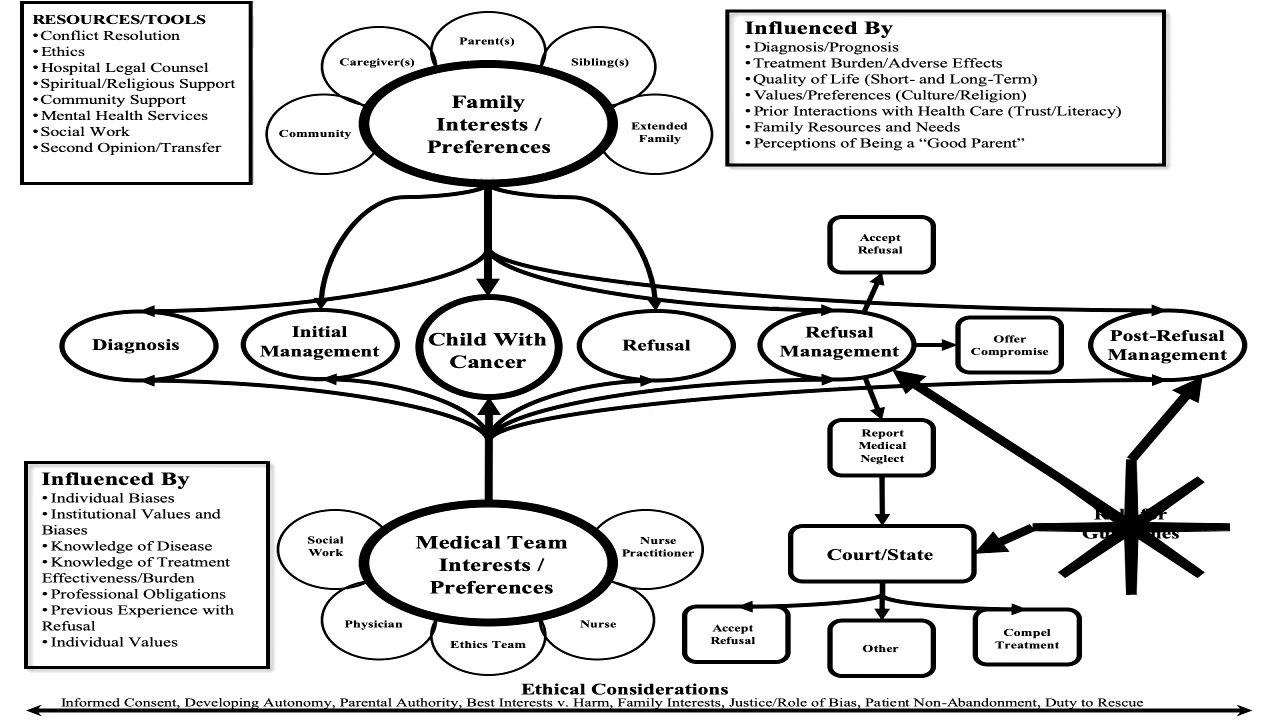 RESOURCES/TOOLS
•Conflict Resolution
•Ethics
•Hospital Legal Counsel
•Spiritual/Religious Support
•Community Support
•Mental Health Services
•Social Work
•Second Opinion/Transfer
Parent(s)
Caregiver(s)
Sibling(s)
Community
Extended
Family
Family
Interests /
Preferences
Influenced By
•Diagnosis/Prognosis
•Treatment Burden/Adverse Effects
•Quality of Life (Short- and Long-Term)
•Values/Preferences (Culture/Religion)
•Prior Interactions with Health Care (Trust/Literacy)
•Family Resources and Needs
•Perceptions of Being a “Good Parent”
Accept
Refusal
Diagnosis
Initial
Management
Child With
Cancer
Refusal
Refusal
Management
Offer
Compromise
Post-Refusal
Management
Report
Medical
Neglect
Influenced By
•Individual Biases
•Institutional Values and
Biases
•Knowledge of Disease
•Knowledge of Treatment
Effectiveness/Burden
•Professional Obligations
•Previous Experience with
Refusal
•Individual Values
Social
Work
Medical Team
Interests /
Preferences
Nurse
Practitioner
Physician
Ethics Team
Nurse
Court/State
Accept
Refusal
Other
Compel
Treatment
Ethical Considerations
Informed Consent, Developing Autonomy, Parental Authority, Best Interests v. Harm, Family Interests, Justice/Role of Bias, Patient Non-Abandonment, Duty to Rescue